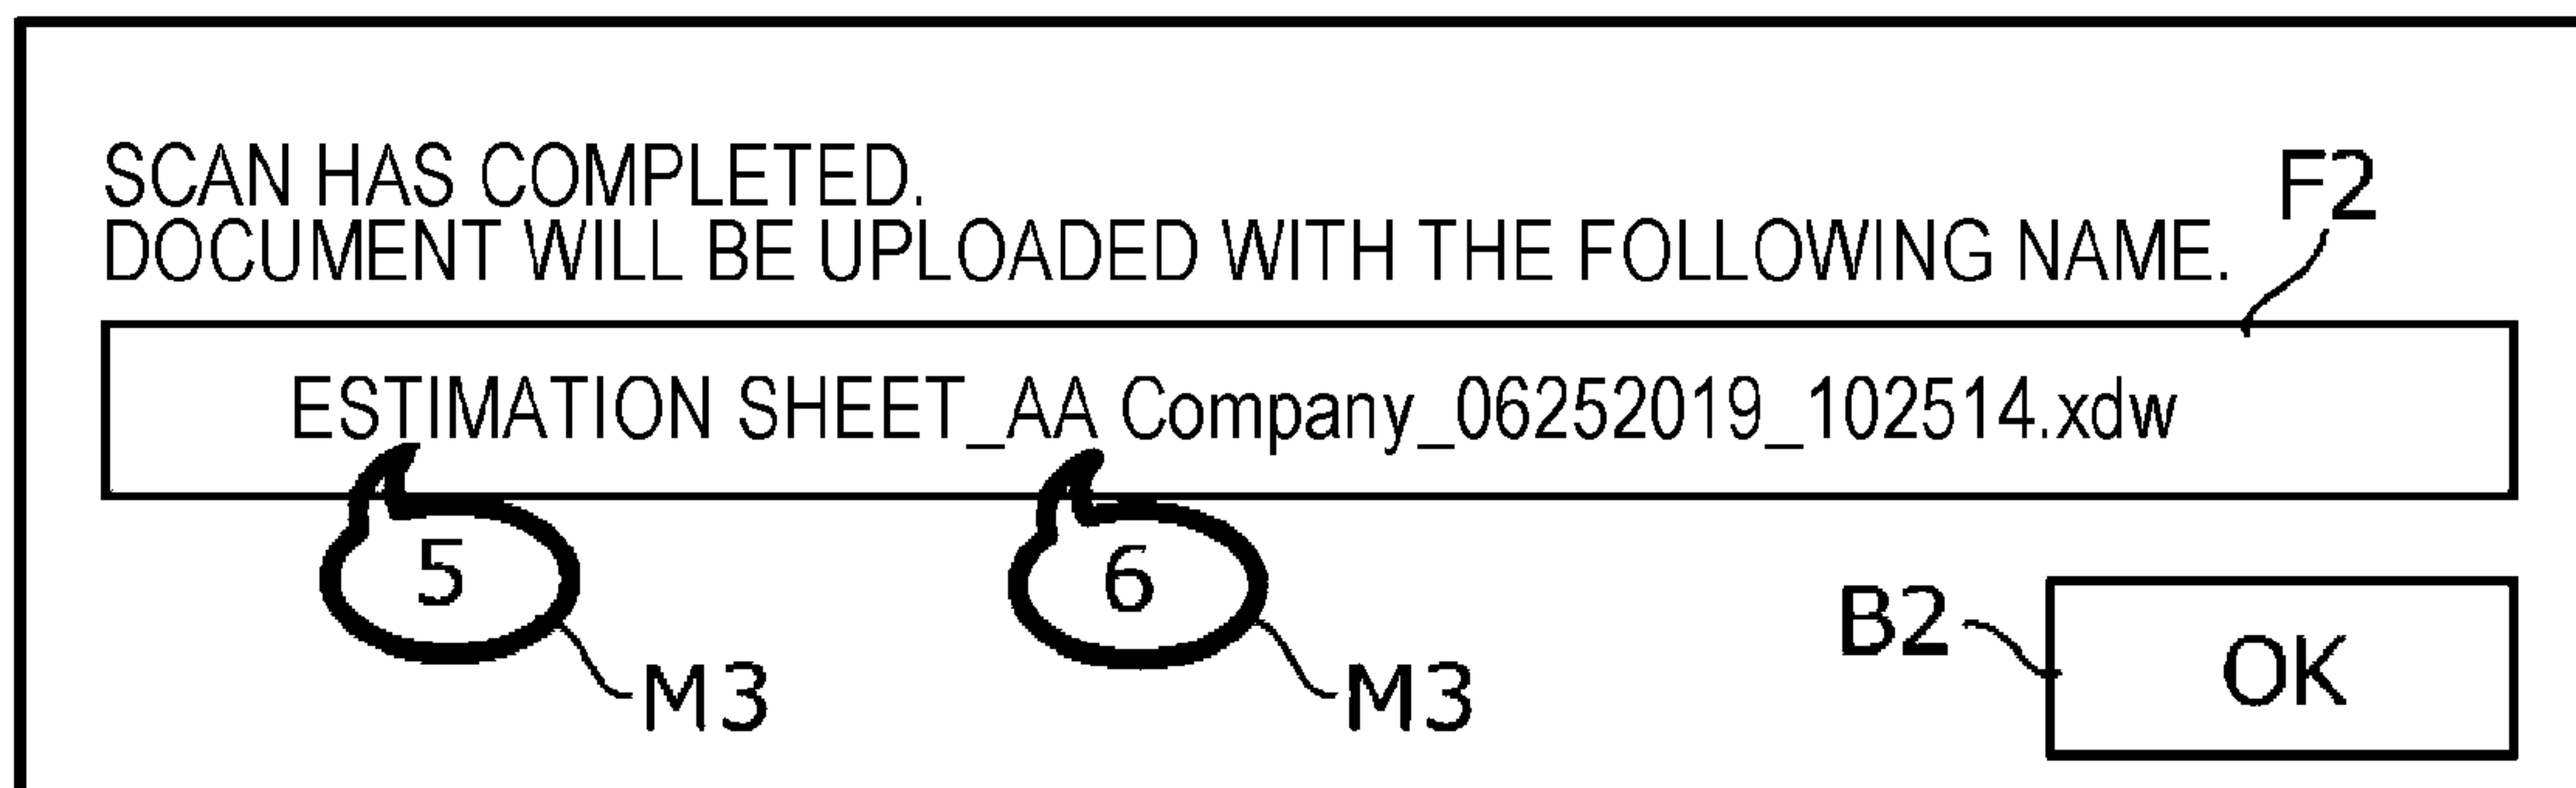 SCAN HAS COMPLETED.
DOCUMENT WILL BE UPLOADED WITH THE FOLLOWING NAME.
F2
ESTIMATION SHEET_AA Company_06252019_102514.xdw
5
6
M3
M3
B2
OK